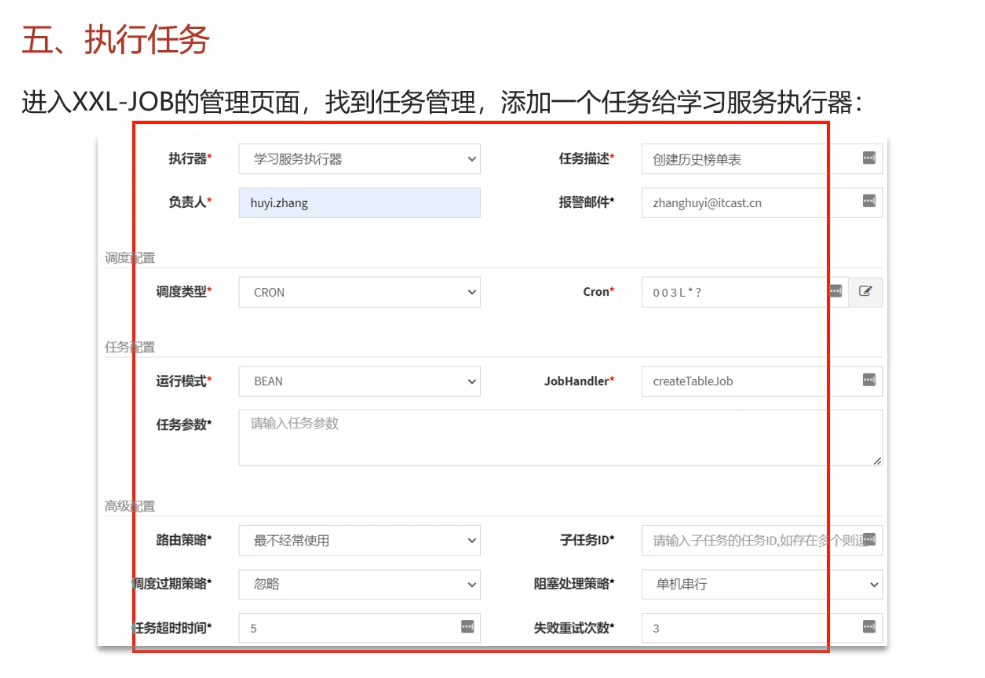 五、执行任务
进入XXL-JOB的管理页面，找到任务管理，添加一个任务给学习服务执行器：
执行器* 学习服务执行器 任务描述* 创建历史榜单表
负责人* huyi.zhang 报警邮件* zhanghuyi@itcast.cn
调度配置
调度类型* CRON Cron* 0 0 3 L * ?
任务配置
运行模式* BEAN JobHandler* createTableJob
任务参数* 请输入任务参数
高级配置
路由策略* 最不经常使用 子任务ID* 请输入子任务的任务ID,如存在多个则逗
调度过期策略* 忽略 阻塞处理策略* 单机串行
任务超时时间* 5 失败重试次数* 3